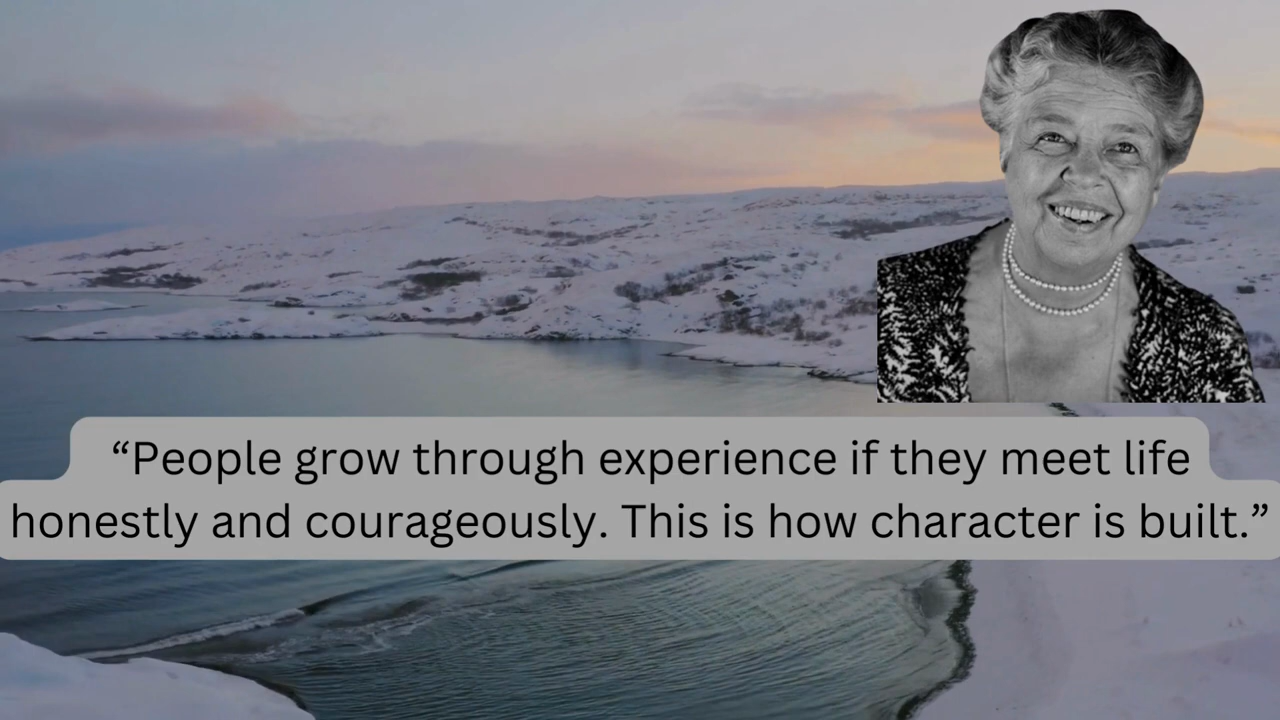 “People grow through experience if they meet life
honestly and courageously. This is how character is built.”